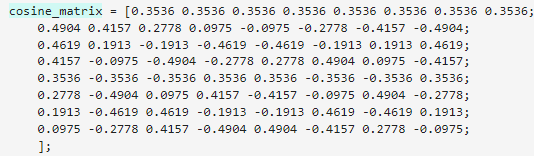 cosine_matrix = [0.3536 0.3536 0.3536 0.3536 0.3536 0.3536 0.3536 0.3536;
0.4904 0.4157 0.2778 0.0975 -0.0975 -0.2778 -0.4157 -0.4904;
0.4619 0.1913 -0.1913 -0.4619 -0.4619 -0.1913 0.1913 0.4619;
0.4157 -0.0975 -0.4904 -0.2778 0.2778 0.4904 0.0975 -0.4157;
0.3536 -0.3536 -0.3536 0.3536 0.3536 -0.3536 -0.3536 0.3536;
0.2778 -0.4904 0.0975 0.4157 -0.4157 -0.0975 0.4904 -0.2778;
0.1913 -0.4619 0.4619 -0.1913 -0.1913 0.4619 -0.4619 0.1913;
0.0975 -0.2778 0.4157 -0.4904 0.4904 -0.4157 0.2778 -0.0975;
];